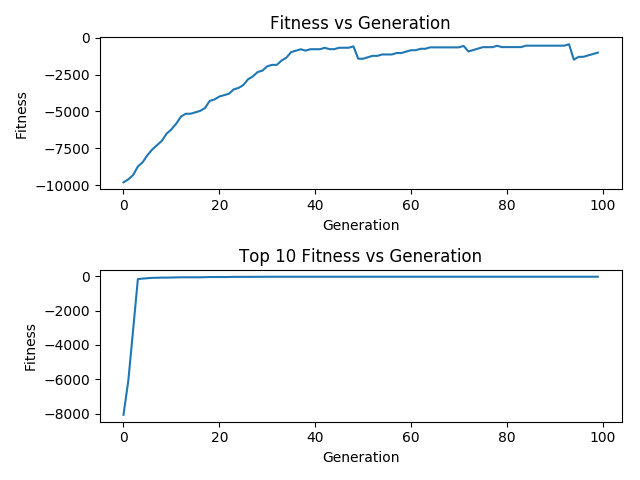 Fitness vs Generation
0
−2500
−5000
−7500
−10000
Fitness
0 20 40 60 80 100
Generation
Top 10 Fitness vs Generation
0
−2000
−4000
−6000
−8000
Fitness
0 20 40 60 80 100
Generation